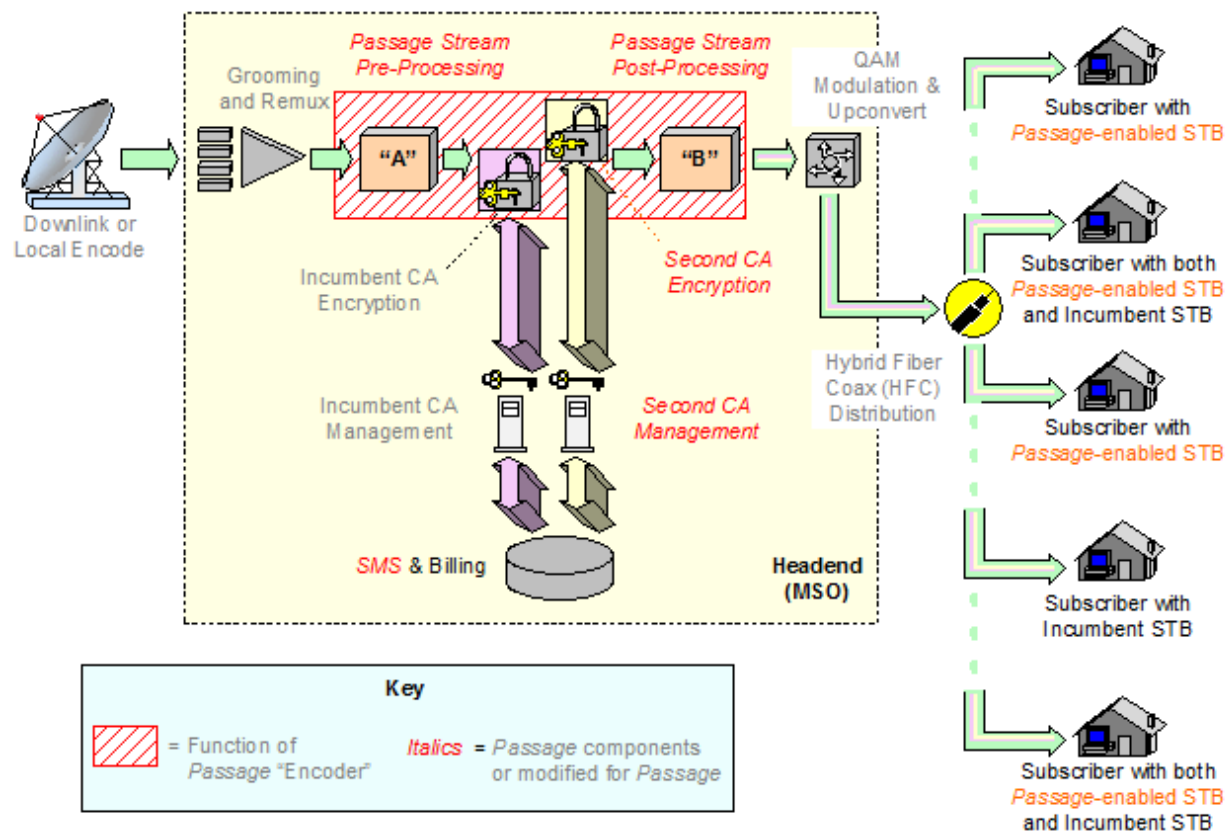 Passage Stream
Pre-Processing
Passage Stream
Post-Processing
Grooming
and Remux
QAM
Modulation &
Upconvert
"A"
"B"
Downlink or
Local Encode
Incumbent CA
Encryption
Second CA
Encryption
Incumbent CA
Management
Second CA
Management
Hybrid Fiber
Coax (HFC)
Distribution
SMS & Billing
Headend
(MSO)
Subscriber with
Passage-enabled STB
Subscriber with both
Passage-enabled STB
and Incumbent STB
Subscriber with
Passage-enabled STB
Subscriber with
Incumbent STB
Subscriber with both
Passage-enabled STB
and Incumbent STB
Key
= Function of
Passage "Encoder"
Italics = Passage components
or modified for Passage